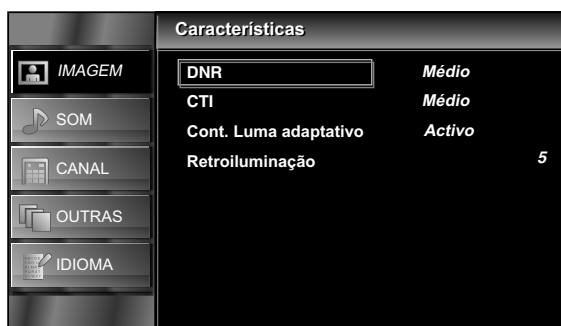 Características
IMAGEM
SOM
CANAL
OUTRAS
IDIOMA
DNR Médio
CTI Médio
Cont. Luma adaptativo Activo
Retroiluminação 5